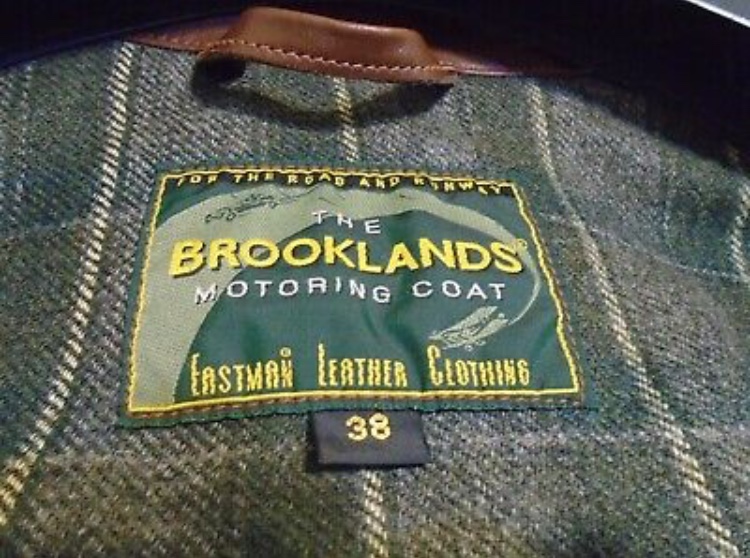 FOR THE ROAD AND RUNWAY
THE
BROOKLANDS®
MOTORING COAT
EASTMAN LEATHER CLOTHING
38